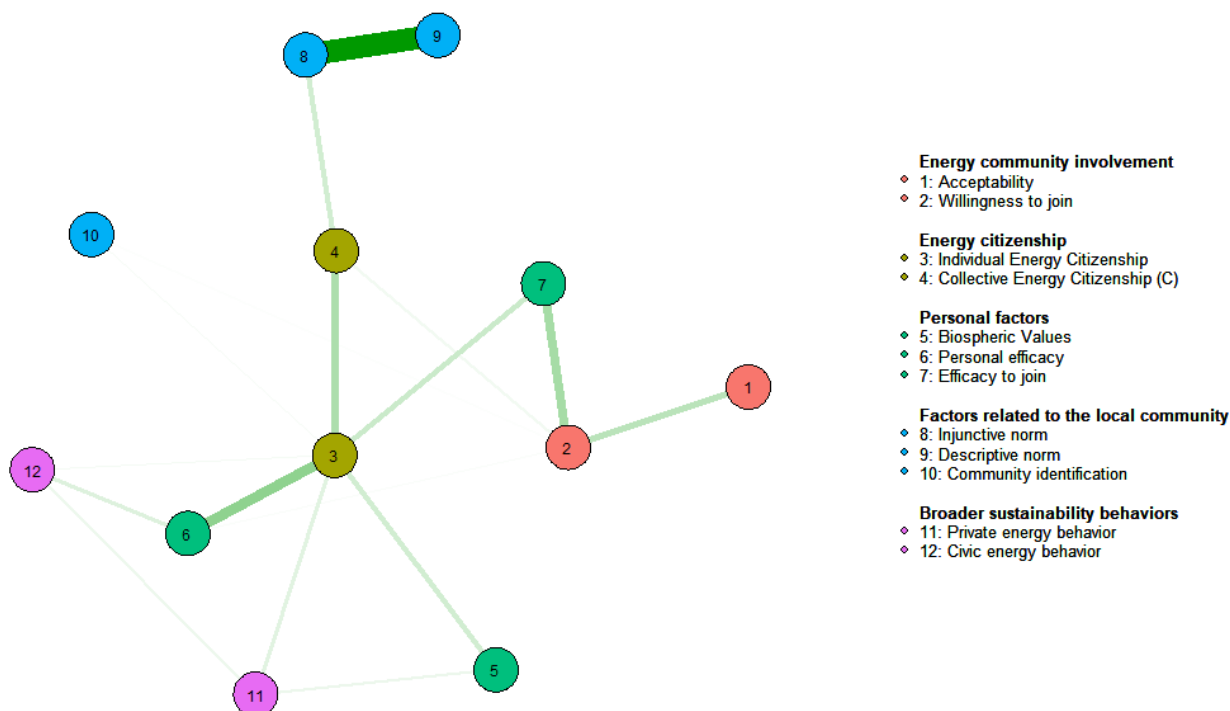 9
8
10
4
7
1
2
3
12
6
5
11
Energy community involvement
1: Acceptability
2: Willingness to join
Energy citizenship
3: Individual Energy Citizenship
4: Collective Energy Citizenship (C)
Personal factors
5: Biospheric Values
6: Personal efficacy
7: Efficacy to join
Factors related to the local community
8: Injunctive norm
9: Descriptive norm
10: Community identification
Broader sustainability behaviors
11: Private energy behavior
12: Civic energy behavior